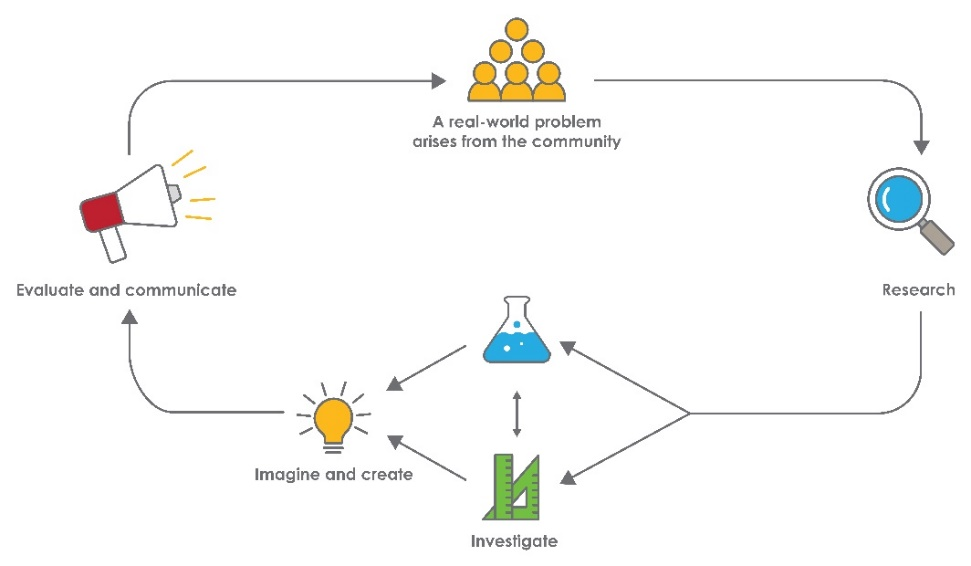 A real-world problem
arises from the community
Research
Evaluate and communicate
Imagine and create
Investigate